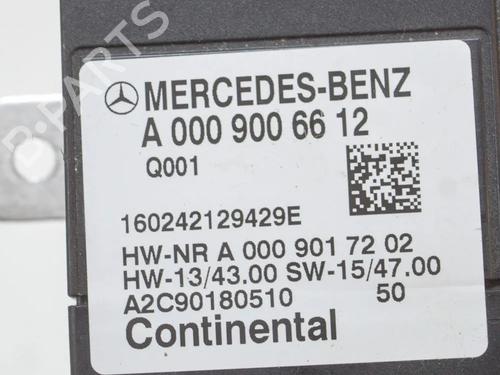 B-PARTS
MERCEDES-BENZ
A 000 900 66 12
Q001
160242129429E
HW-NR A 000 901 72 02
HW-13/43.00 SW-15/47.00
A2C90180510 50
Continental